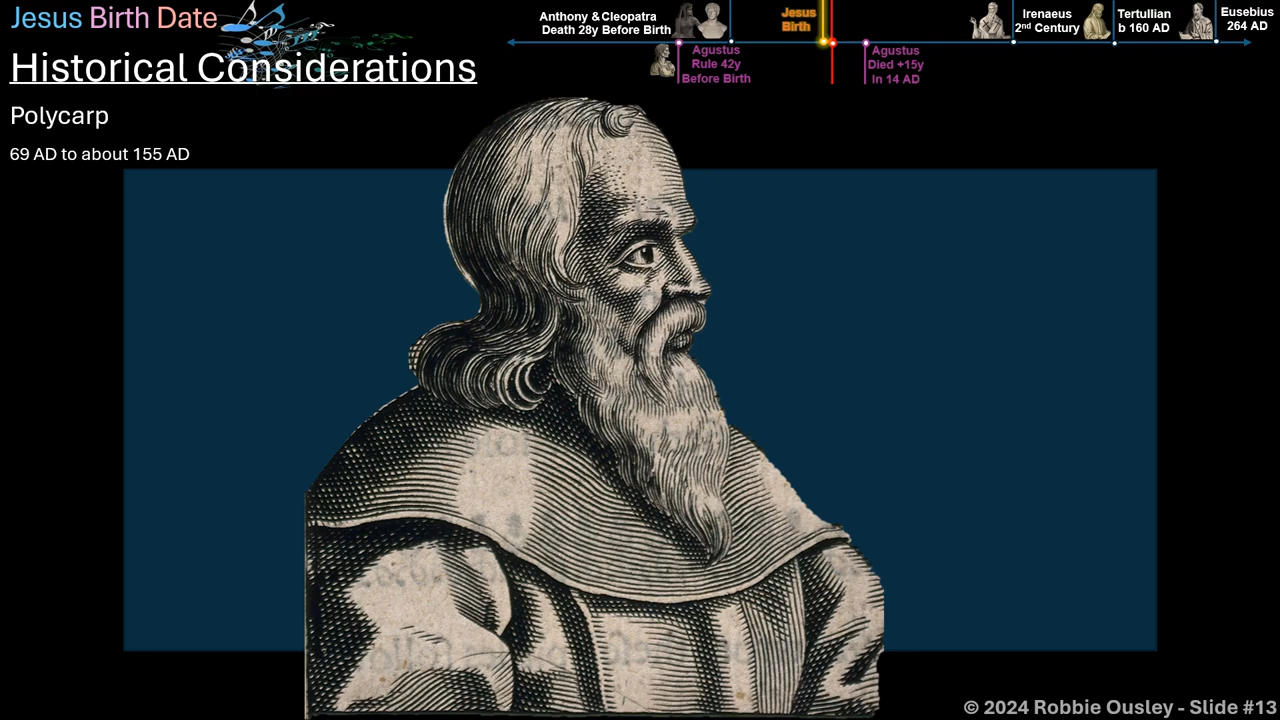 Jesus Birth Date
Historical Considerations
Polycarp
69 AD to about 155 AD
Anthony & Cleopatra
Death 28y Before Birth
Agustus
Rule 42y
Before Birth
Jesus
Birth
Agustus
Died +15y
In 14 AD
Irenaeus
2nd Century
Tertullian
b 160 AD
Eusebius
264 AD
© 2024 Robbie Ousley - Slide #13